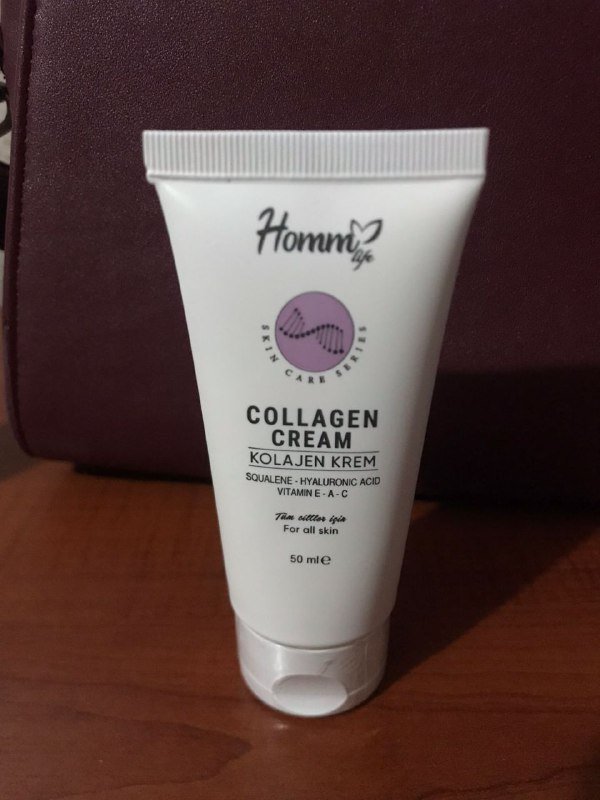 Homm
life
SKIN CARE SERIES
COLLAGEN
CREAM
KOLAJEN KREM
SQUALENE - HYALURONIC ACID
VITAMIN E - A - C
Tüm ciltler için
For all skin
50 ml ℮